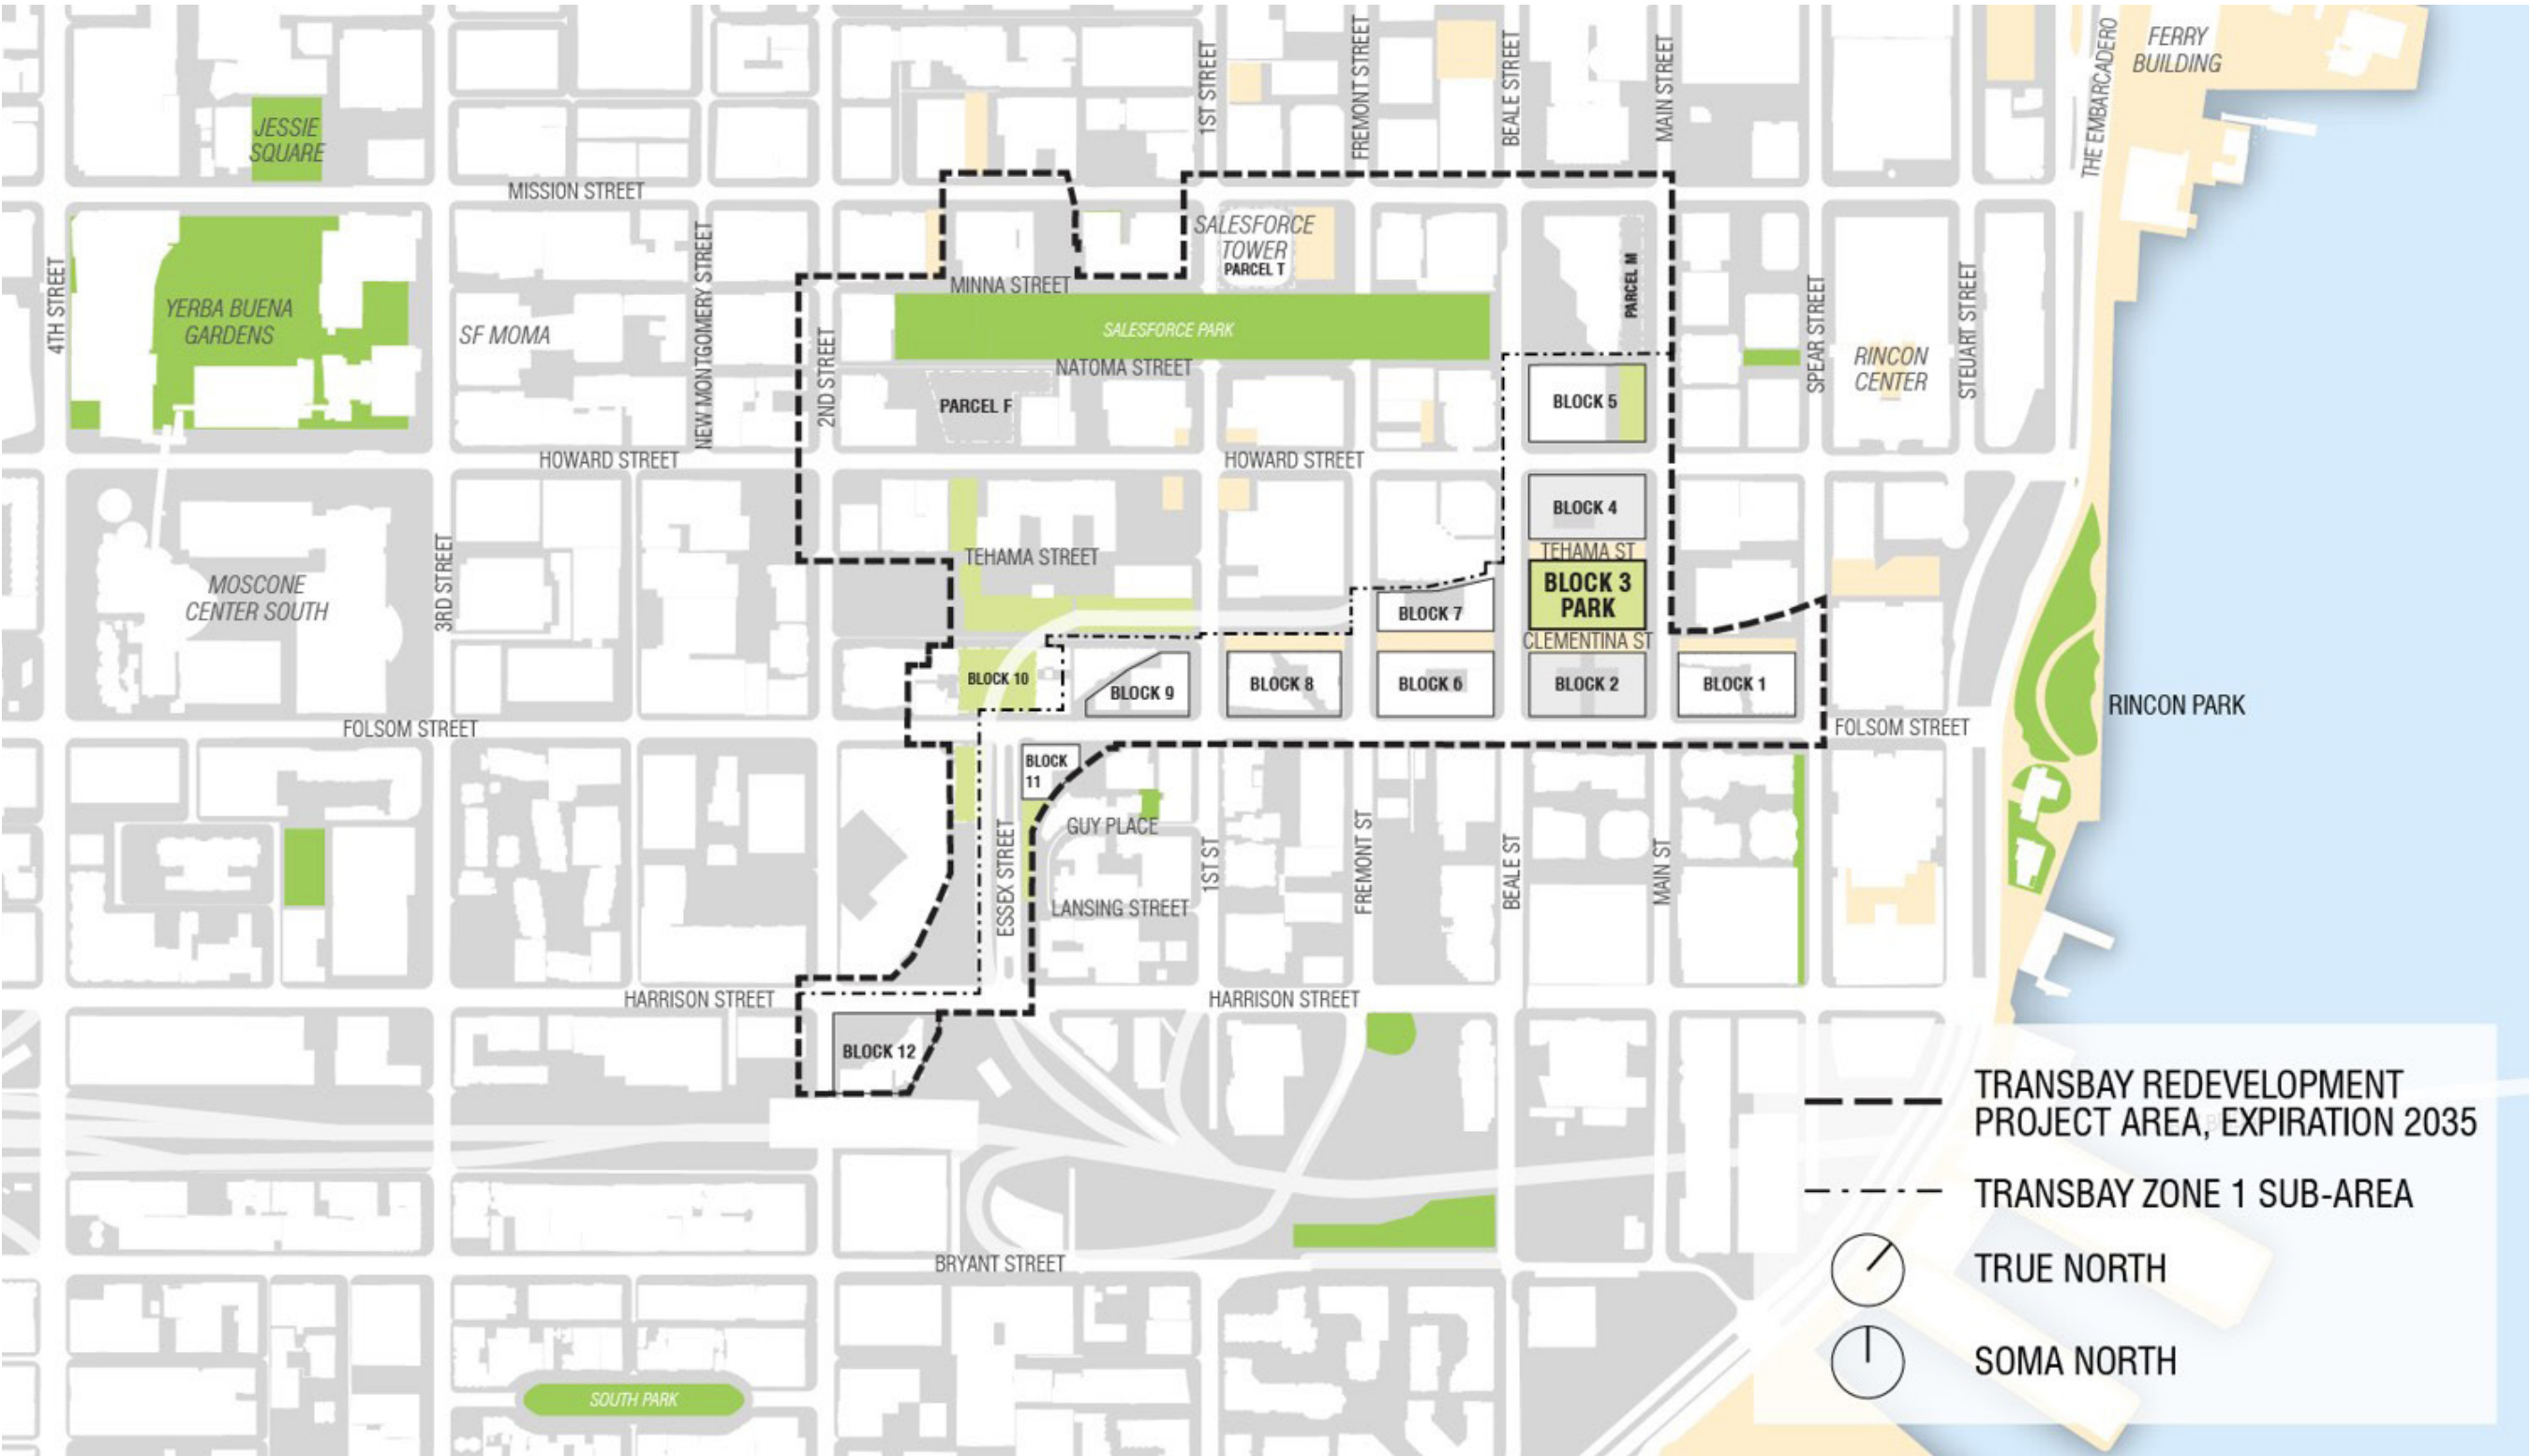 FERRY
BUILDING
THE EMBARCADERO
1ST STREET
FREMONT STREET
BEALE STREET
MAIN STREET
JESSIE
SQUARE
MISSION STREET
SALESFORCE
TOWER
PARCEL T
PARCEL M
4TH STREET
YERBA BUENA
GARDENS
SF MOMA
NEW MONTGOMERY STREET
2ND STREET
MINNA STREET
SALESFORCE PARK
NATOMA STREET
SPEAR STREET
RINCON
CENTER
STEUART STREET
PARCEL F
BLOCK 5
HOWARD STREET
HOWARD STREET
BLOCK 4
TEHAMA STREET
TEHAMA ST
MOSCONE
CENTER SOUTH
3RD STREET
BLOCK 3
PARK
BLOCK 7
CLEMENTINA ST
BLOCK 10
BLOCK 9
BLOCK 8
BLOCK 6
BLOCK 2
BLOCK 1
RINCON PARK
FOLSOM STREET
FOLSOM STREET
BLOCK
11
GUY PLACE
ESSEX STREET
1ST ST
FREMONT ST
BEALE ST
MAIN ST
LANSING STREET
HARRISON STREET
HARRISON STREET
BLOCK 12
BRYANT STREET
SOUTH PARK
TRANSBAY REDEVELOPMENT
PROJECT AREA, EXPIRATION 2035
TRANSBAY ZONE 1 SUB-AREA
TRUE NORTH
SOMA NORTH